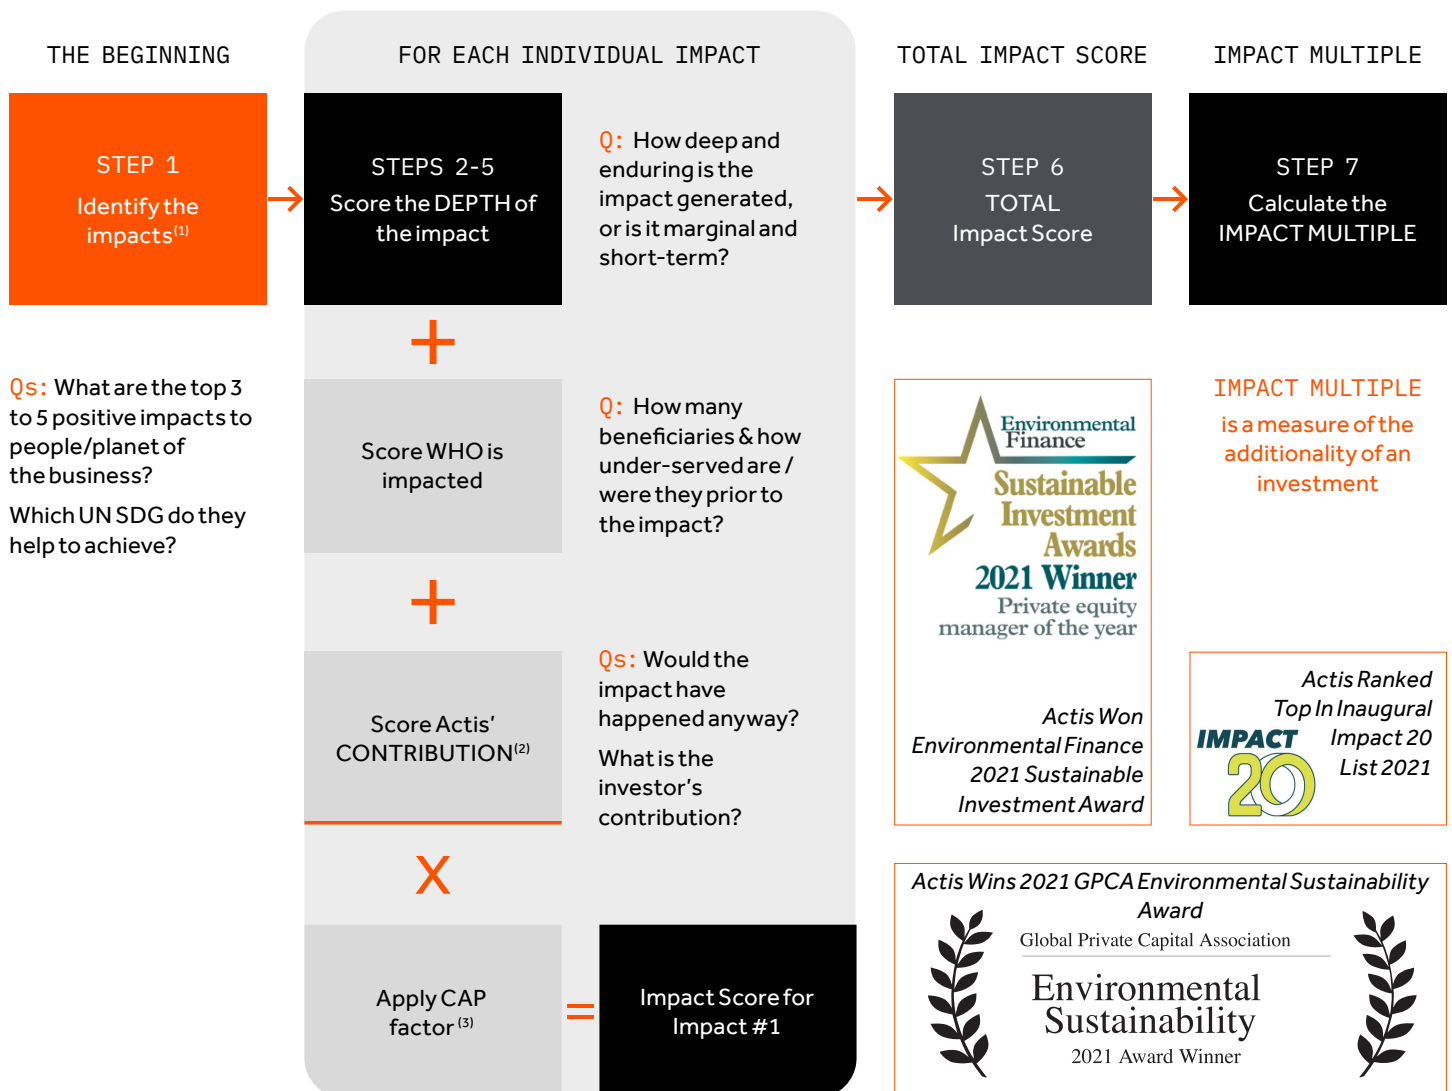 THE BEGINNING
STEP 1
Identify the
impacts(1)
Qs: What are the top 3
to 5 positive impacts to
people/planet of
the business?
Which UN SDG do they
help to achieve?
FOR EACH INDIVIDUAL IMPACT
STEPS 2-5
Score the DEPTH of
the impact
Q: How deep and
enduring is the
impact generated,
or is it marginal and
short-term?
+
Score WHO is
impacted
Q: How many
beneficiaries & how
under-served are /
were they prior to
the impact?
+
Score Actis'
CONTRIBUTION(2)
Qs: Would the
impact have
happened anyway?
What is the
investor's
contribution?
X
Apply CAP
factor (3)
=
Impact Score for
Impact #1
TOTAL IMPACT SCORE
STEP 6
TOTAL
Impact Score
IMPACT MULTIPLE
STEP 7
Calculate the
IMPACT MULTIPLE
IMPACT MULTIPLE
is a measure of the
additionality of an
investment
Environmental
Finance
Sustainable
Investment
Awards
2021 Winner
Private equity
manager of the year
Actis Won
Environmental Finance
2021 Sustainable
Investment Award
Actis Ranked
Top In Inaugural
Impact 20
List 2021
IMPACT
20
Actis Wins 2021 GPCA Environmental Sustainability
Award
Global Private Capital Association
Environmental
Sustainability
2021 Award Winner